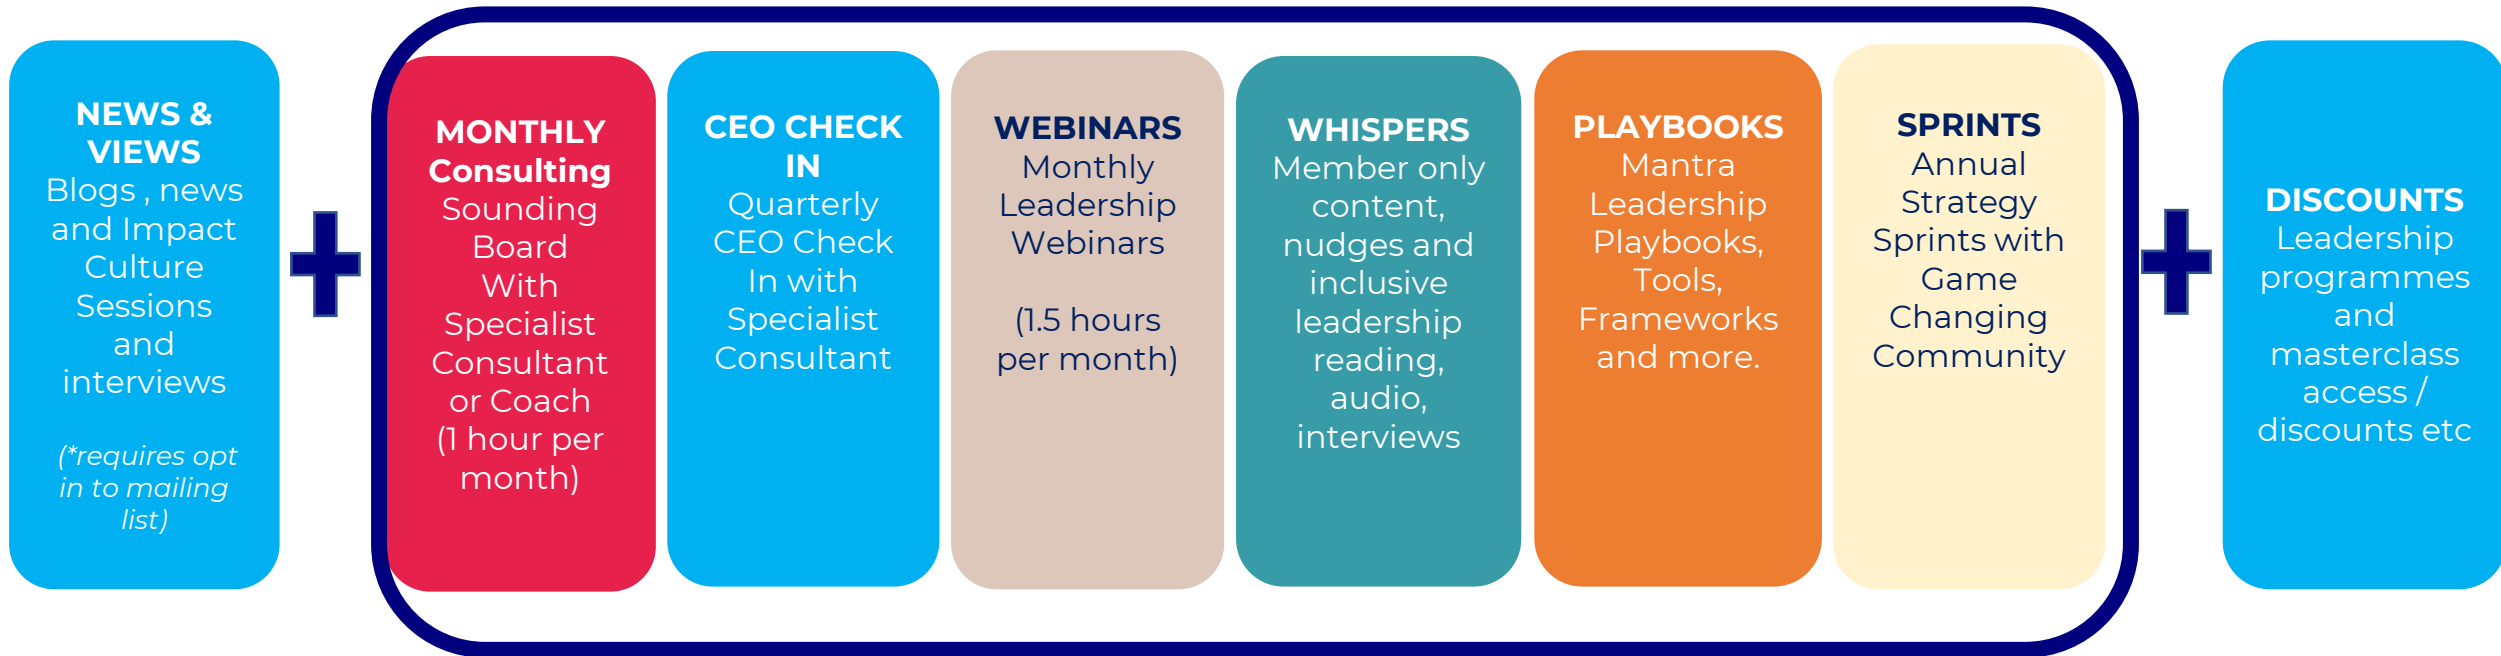 NEWS &
VIEWS
Blogs , news
and Impact
Culture
Sessions
and
interviews
(*requires opt
in to mailing
list)
MONTHLY
Consulting
Sounding
Board
With
Specialist
Consultant
or Coach
(1 hour per
month)
CEO CHECK
IN
Quarterly
CEO Check
In with
Specialist
Consultant
WEBINARS
Monthly
Leadership
Webinars
(1.5 hours
per month)
WHISPERS
Member only
content,
nudges and
inclusive
leadership
reading,
audio,
interviews
PLAYBOOKS
Mantra
Leadership
Playbooks,
Tools,
Frameworks
and more.
SPRINTS
Annual
Strategy
Sprints with
Game
Changing
Community
DISCOUNTS
Leadership
programmes
and
masterclass
access /
discounts etc